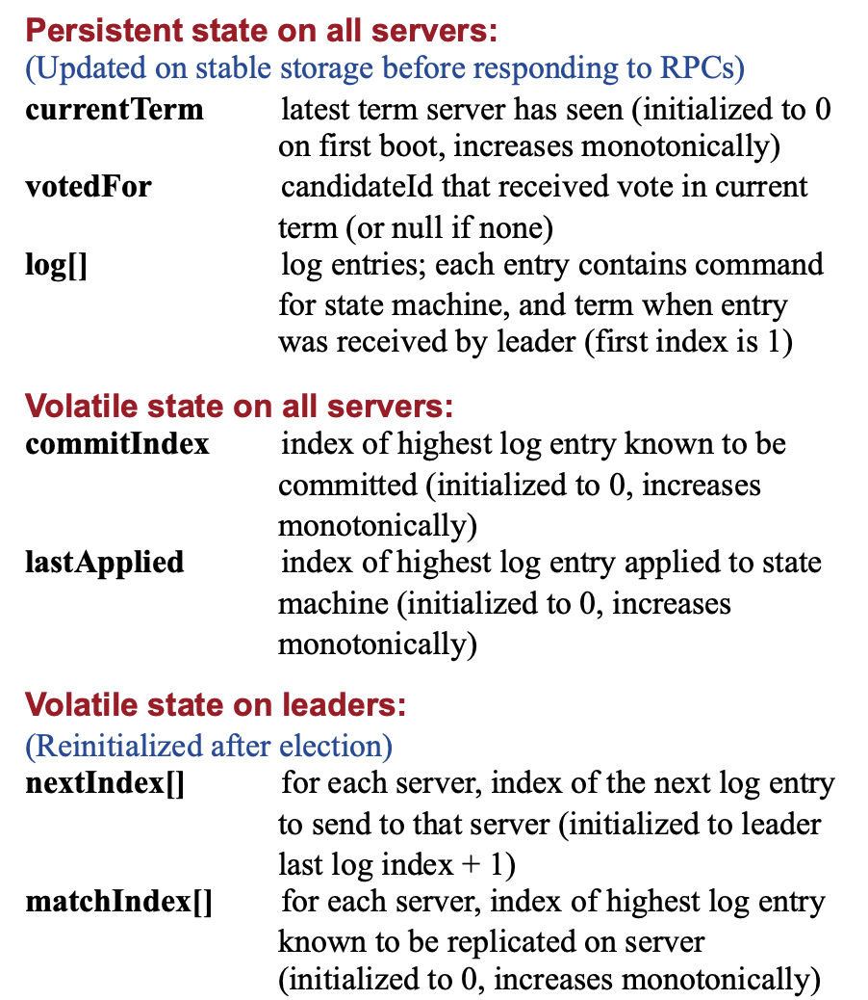 Persistent state on all servers:
(Updated on stable storage before responding to RPCs)
currentTerm latest term server has seen (initialized to 0
on first boot, increases monotonically)
votedFor candidateId that received vote in current
term (or null if none)
log[] log entries; each entry contains command
for state machine, and term when entry
was received by leader (first index is 1)
Volatile state on all servers:
commitIndex index of highest log entry known to be
committed (initialized to 0, increases
monotonically)
lastApplied index of highest log entry applied to state
machine (initialized to 0, increases
monotonically)
Volatile state on leaders:
(Reinitialized after election)
nextIndex[] for each server, index of the next log entry
to send to that server (initialized to leader
last log index + 1)
matchIndex[] for each server, index of highest log entry
known to be replicated on server
(initialized to 0, increases monotonically)